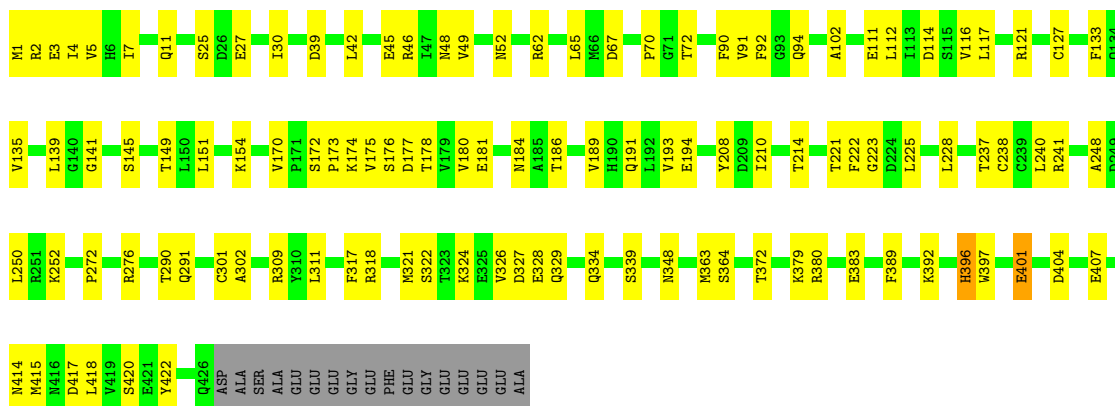 M1 R2 E3 I4 V5 H6 I7 Q11 S25 D26 E27 I30 D39 L42 E45 R46 I47 N48 V49 N52 R62 L65 M66 D67 P70 G71 T72 F90 V91 F92 G93 Q94 A102 E111 L112 I113 D114 S115 V116 L117 R121 C127 F133 D134
V135 L139 G140 G141 S145 T149 L150 L151 K154 V170 P171 S172 P173 K174 V175 S176 D177 T178 V179 V180 E181 N184 A185 T186 V189 H190 Q191 L192 V193 E194 Y208 D209 I210 T214 T221 F222 G223 D224 L225 L228 T237 C238 C239 L240 R241 A248 D249
L250 R251 K252 P272 R276 T290 Q291 C301 A302 R309 Y310 L311 F317 R318 M321 S322 T323 K324 E325 V326 D327 E328 Q329 Q334 S339 N348 M363 S364 T372 K379 R380 E383 F389 K392 H396 W397 E401 D404 E407
N414 M415 N416 D417 L418 V419 S420 E421 Y422 Q426 ASP ALA SER ALA GLU GLU GLU GLY GLU PHE GLU GLY GLU GLU GLU GLU ALA